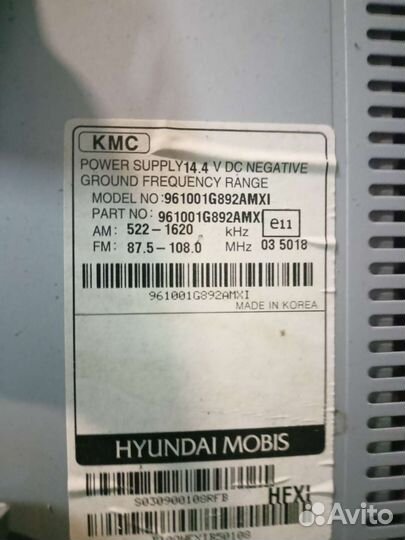 KMC
POWER SUPPLY 14.4 V DC NEGATIVE
GROUND FREQUENCY RANGE
MODEL NO: 961001G892AMXI
PART NO: 961001G892AMX
AM: 522-1620 kHz
e11
FM: 87.5-108.0 MHz 03 5018
961001G892AMXI
MADE IN KOREA
HYUNDAI MOBIS
S030900108RFB
HFXI
Avito